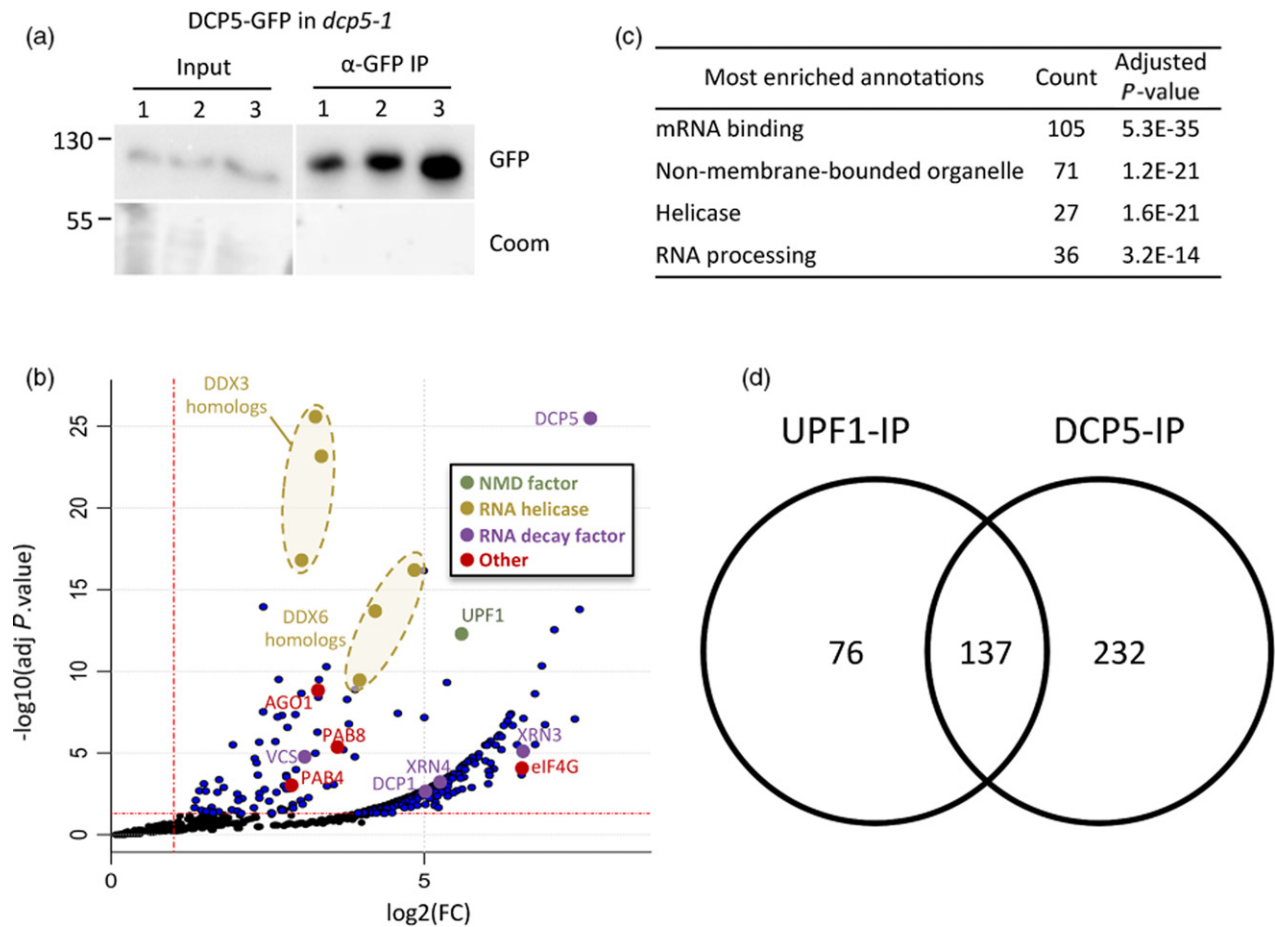 (a)
DCP5-GFP in dcp5-1
Input
α-GFP IP
1 2 3 1 2 3
130
GFP
55
Coom
(c)
Most enriched annotations Count Adjusted P-value
mRNA binding 105 5.3E-35
Non-membrane-bounded organelle 71 1.2E-21
Helicase 27 1.6E-21
RNA processing 36 3.2E-14
(b)
DDX3
homologs
DCP5
NMD factor
RNA helicase
RNA decay factor
Other
DDX6
homologs
UPF1
AGO1
PAB8
VCS
PAB4
XRN3
XRN4
eIF4G
DCP1
25
20
15
10
5
0
-log10(adj P.value)
0 5
log2(FC)
(d)
UPF1-IP DCP5-IP
76 137 232